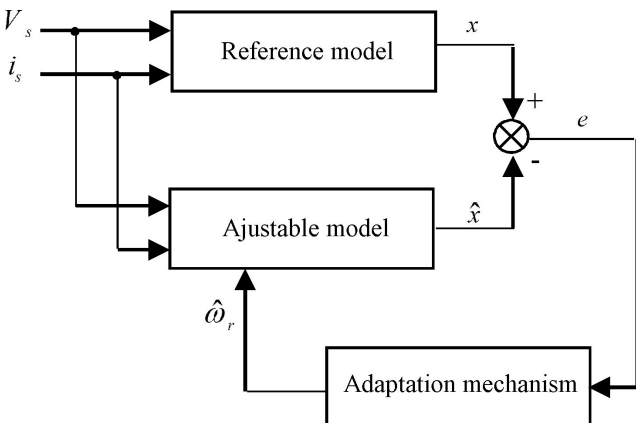 V_s
i_s
Reference model
x
+
e
-
Ajustable model
x̂
ω̂_r
Adaptation mechanism